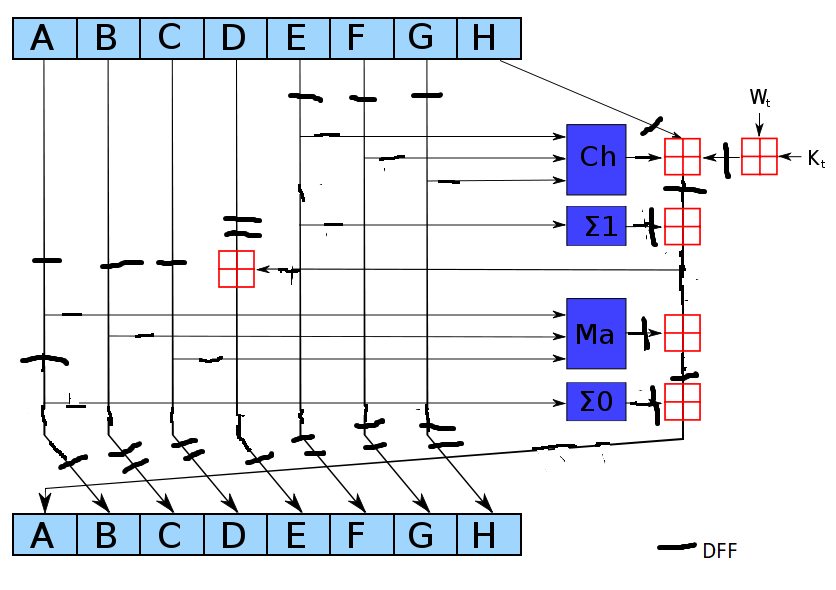 A B C D E F G H
W_t
Ch
K_t
Σ1
Ma
Σ0
A B C D E F G H
DFF